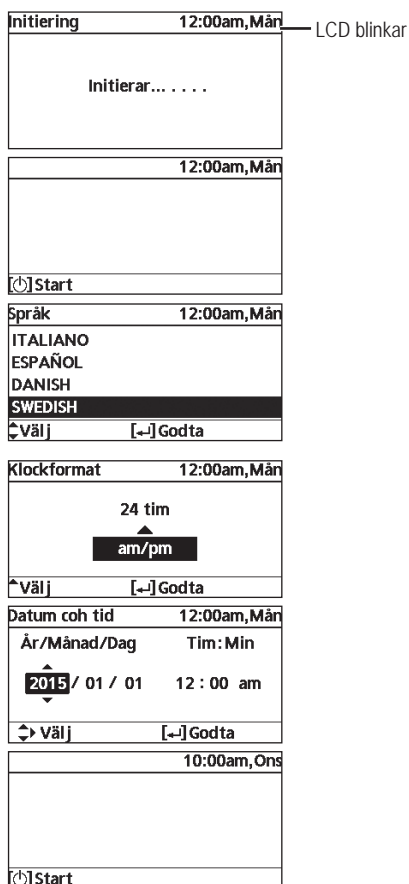 Initiering 12:00am,Mån
LCD blinkar
Initierar... . . . .
12:00am,Mån
[⏻]Start
Språk 12:00am,Mån
ITALIANO
ESPAÑOL
DANISH
SWEDISH
Välj [↵]Godta
Klockformat 12:00am,Mån
24 tim
am/pm
Välj [↵]Godta
Datum coh tid 12:00am,Mån
År/Månad/Dag Tim:Min
2015 / 01 / 01 12 : 00 am
Välj [↵]Godta
10:00am,Ons
[⏻]Start